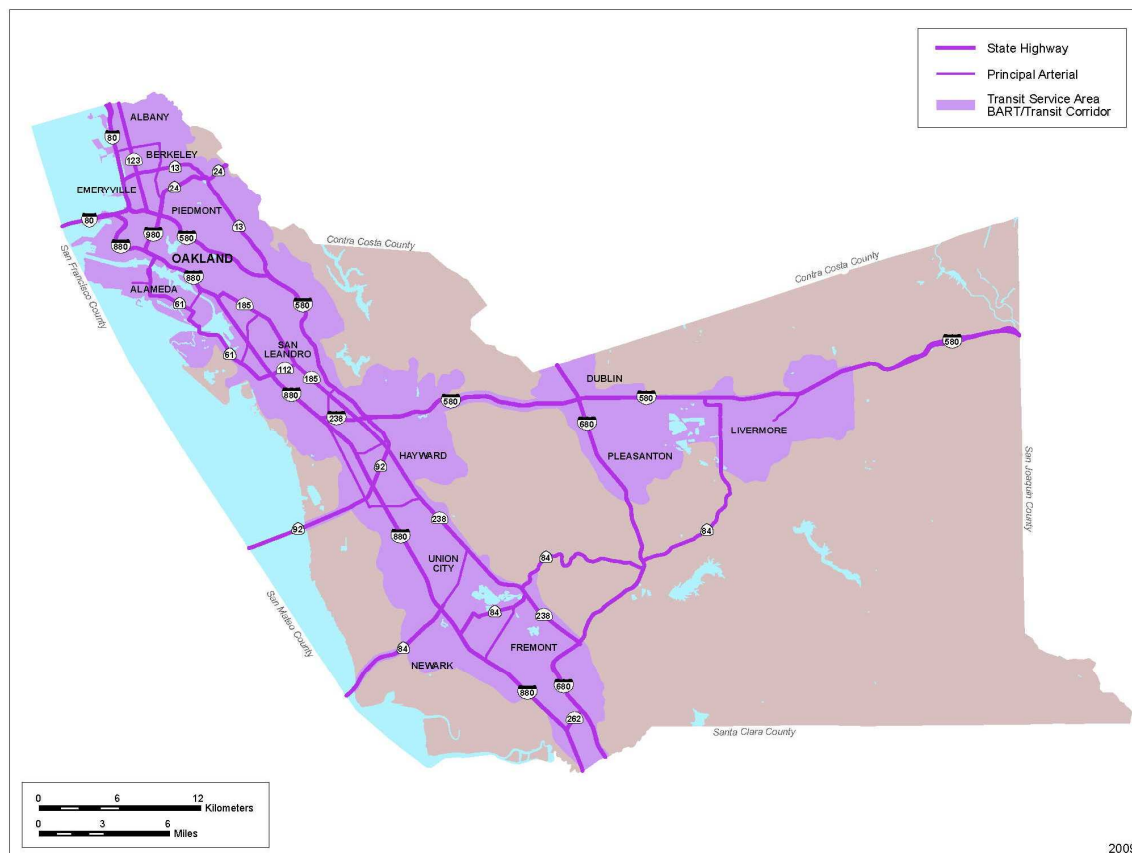 State Highway
Principal Arterial
Transit Service Area
BART/Transit Corridor
ALBANY
80
BERKELEY
123
13
24
24
EMERYVILLE
PIEDMONT
80
13
980
580
880
OAKLAND
Contra Costa County
Contra Costa County
San Francisco County
880
ALAMEDA
61
185
580
580
SAN
LEANDRO
61
112
185
DUBLIN
880
580
580
238
680
LIVERMORE
HAYWARD
PLEASANTON
92
San Joaquin County
238
92
84
880
UNION
CITY
84
San Mateo County
84
238
FREMONT
84
NEWARK
680
880
262
Santa Clara County
0
6
12
Kilometers
0
3
6
Miles
2009